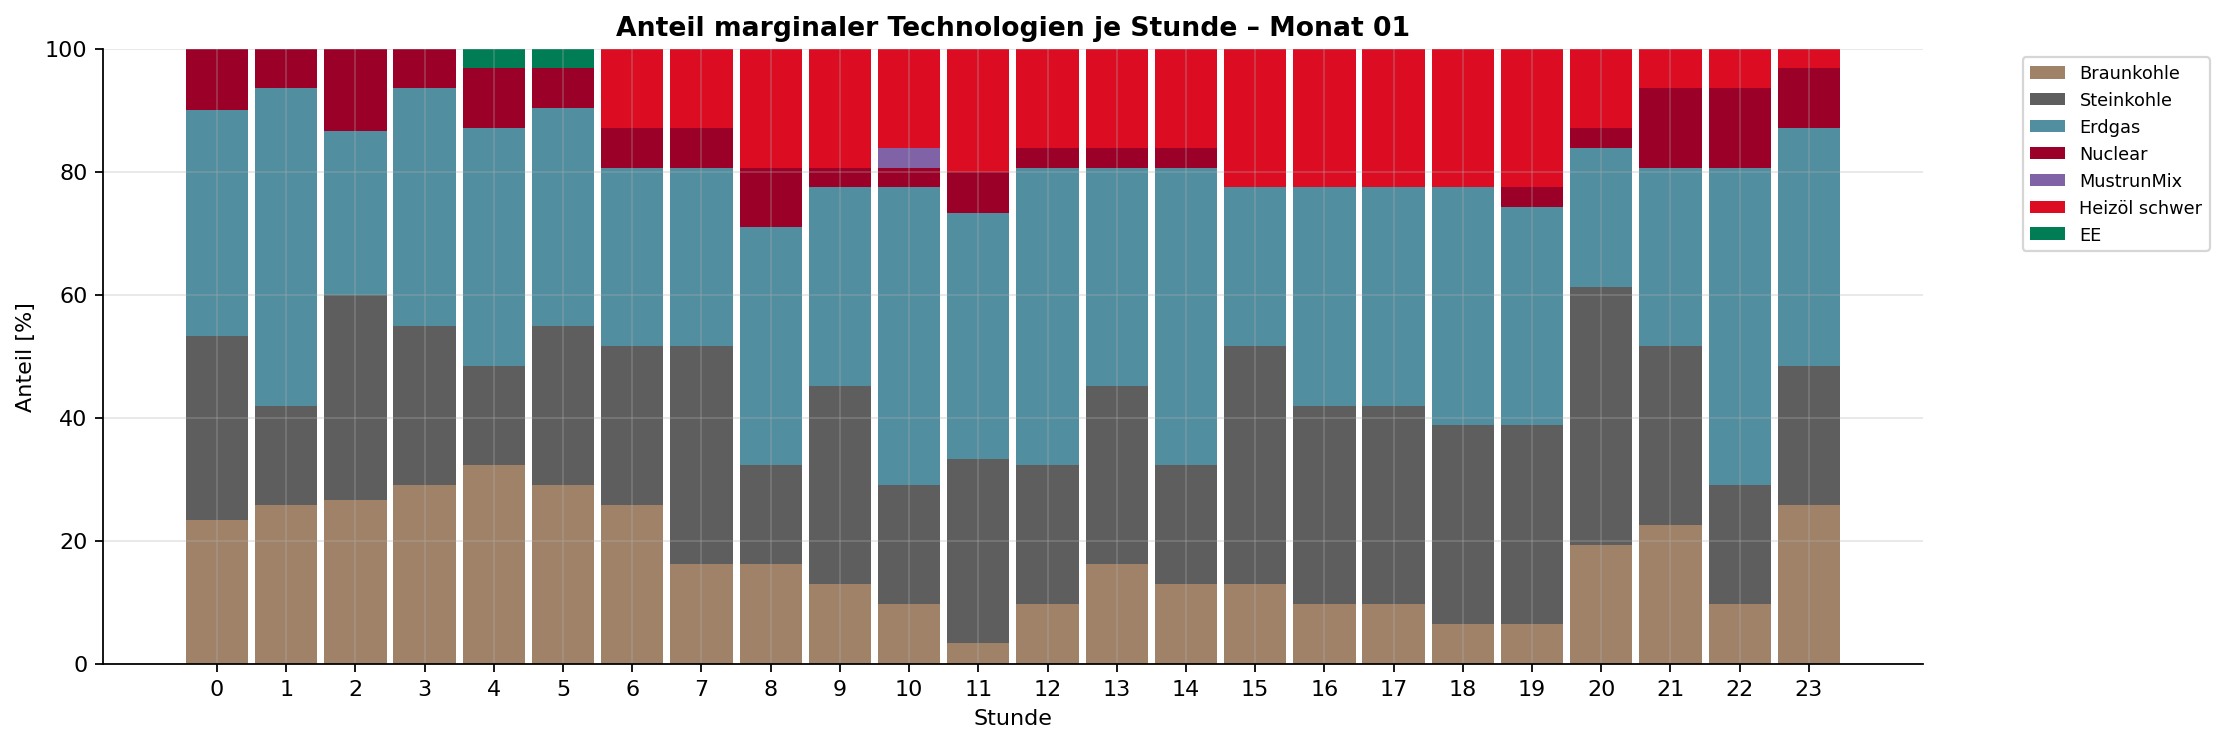 Anteil marginaler Technologien je Stunde – Monat 01
Anteil [%]
100
80
60
40
20
0
0 1 2 3 4 5 6 7 8 9 10 11 12 13 14 15 16 17 18 19 20 21 22 23
Stunde
Braunkohle
Steinkohle
Erdgas
Nuclear
MustrunMix
Heizöl schwer
EE